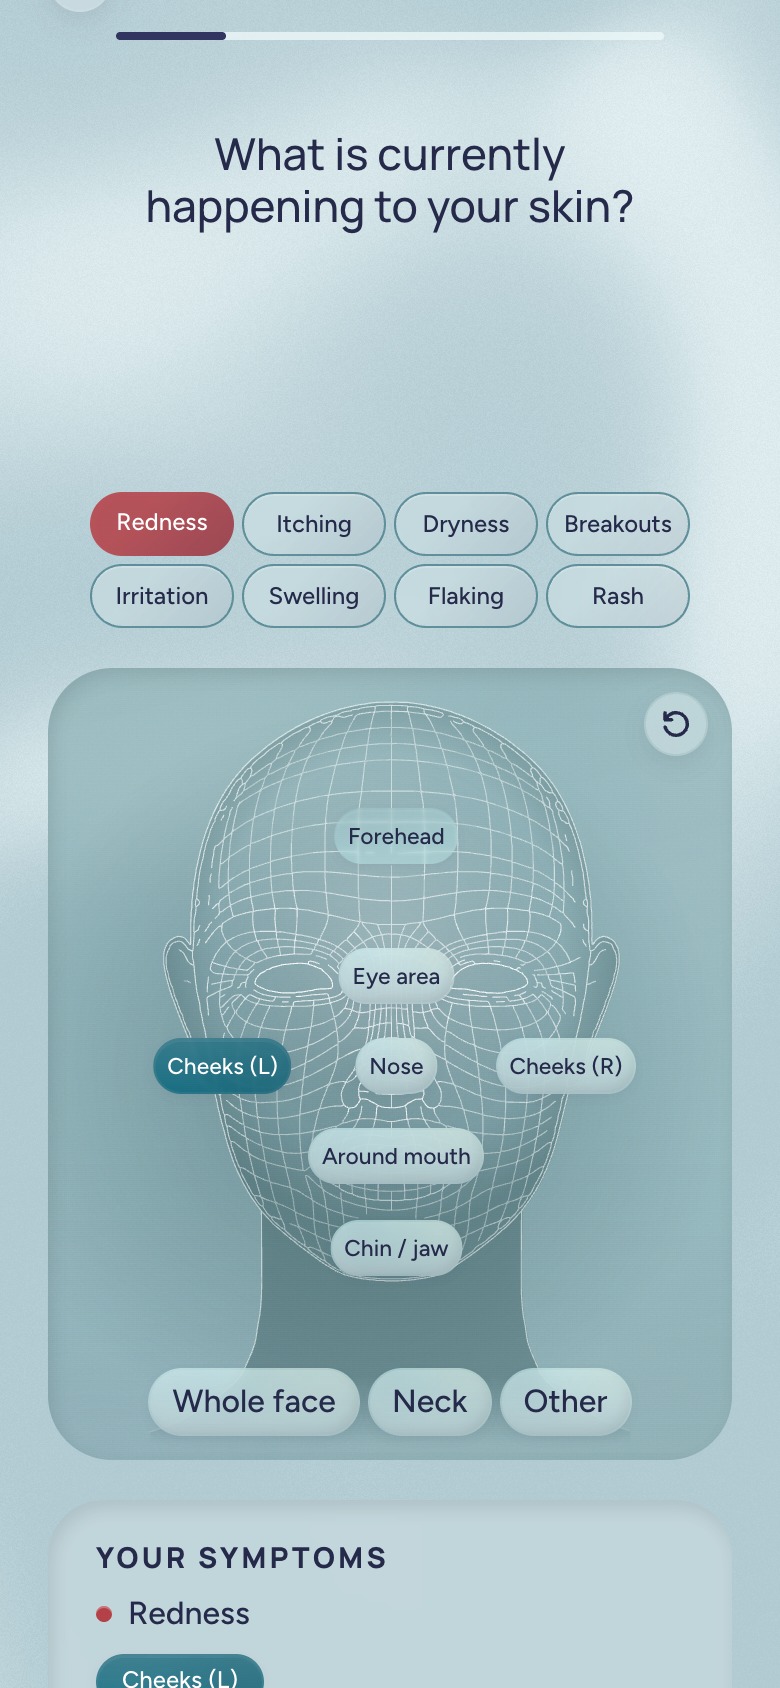 What is currently
happening to your skin?
Redness Itching Dryness Breakouts
Irritation Swelling Flaking Rash
Forehead
Eye area
Cheeks (L) Nose Cheeks (R)
Around mouth
Chin / jaw
Whole face Neck Other
YOUR SYMPTOMS
Redness
Cheeks (L)